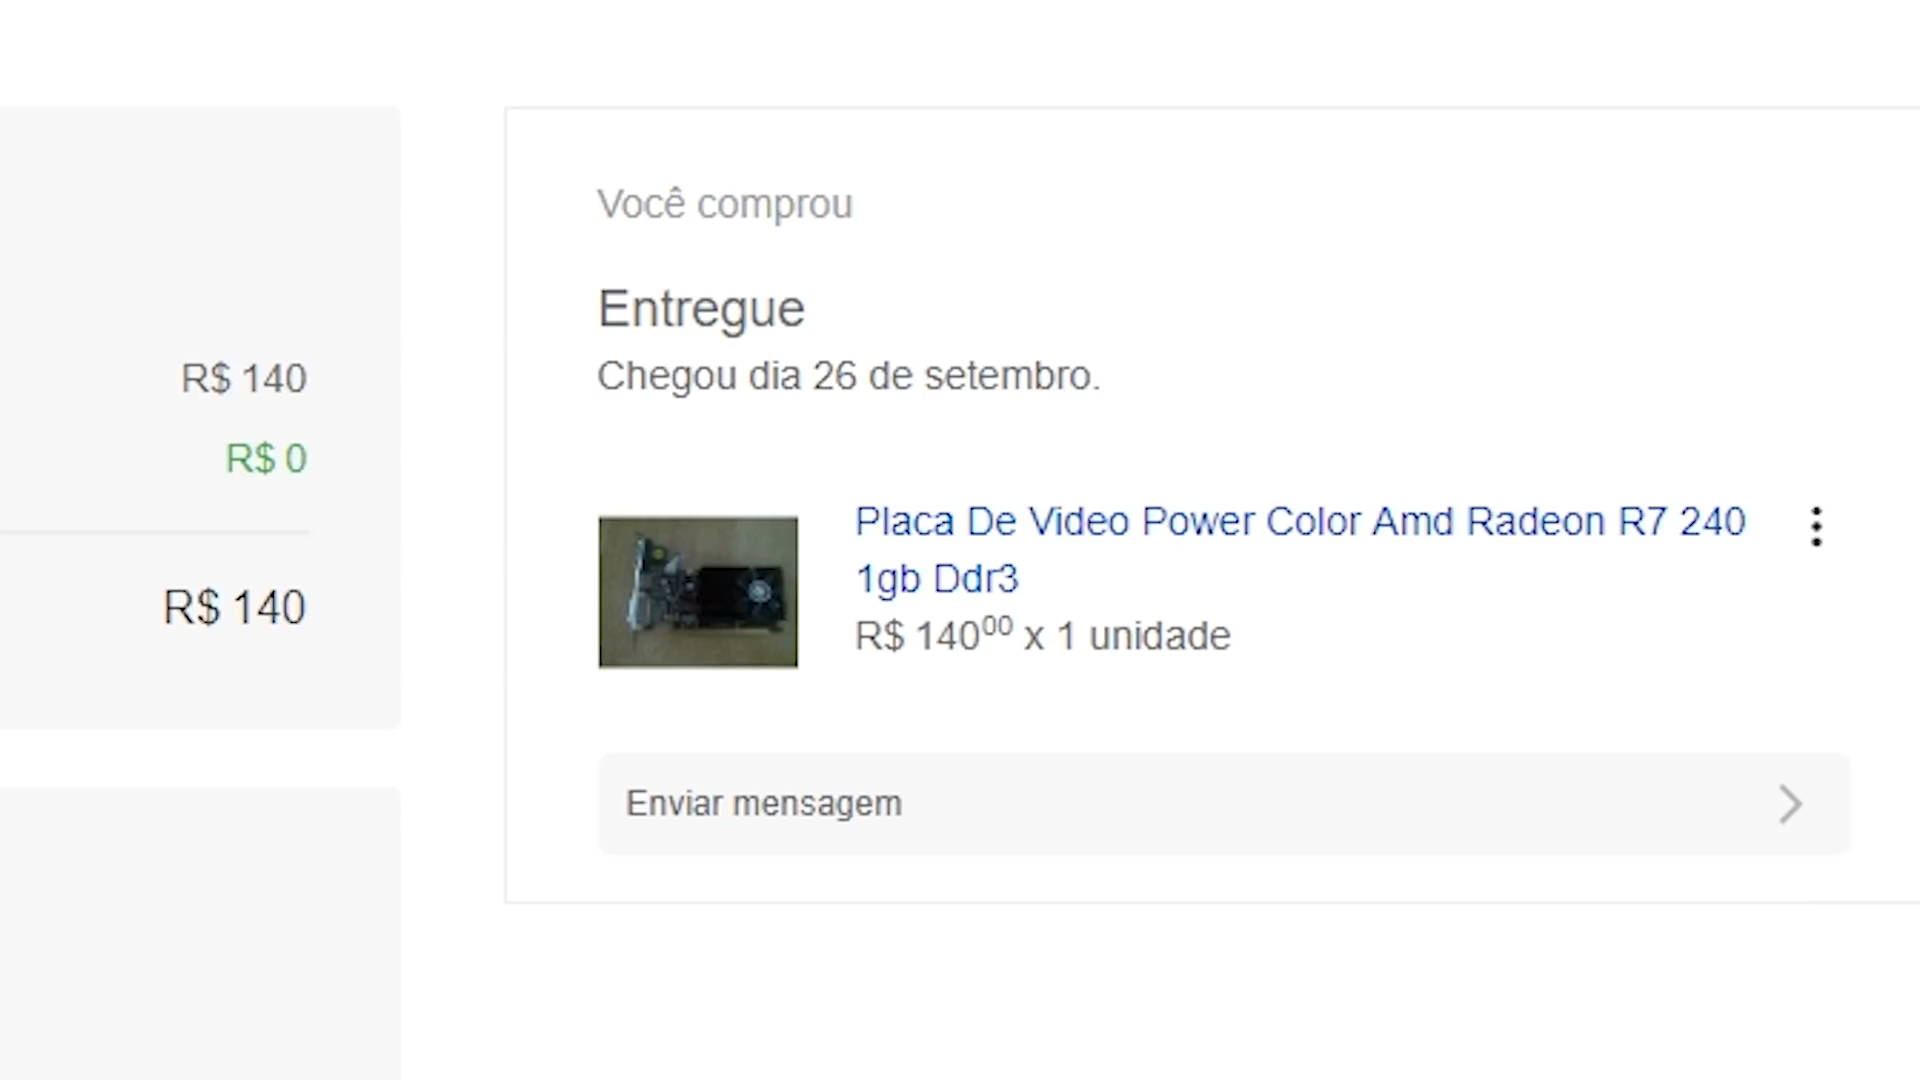 R$ 140
R$ 0
R$ 140
Você comprou
Entregue
Chegou dia 26 de setembro.
Placa De Video Power Color Amd Radeon R7 240
1gb Ddr3
R$ 140⁰⁰ x 1 unidade
Enviar mensagem